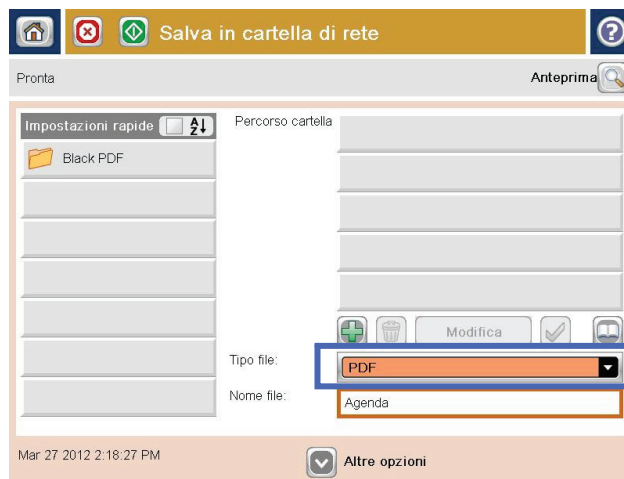 Salva in cartella di rete
Pronta
Anteprima
Impostazioni rapide
Percorso cartella
Black PDF
Modifica
Tipo file:
PDF
Nome file:
Agenda
Mar 27 2012 2:18:27 PM
Altre opzioni